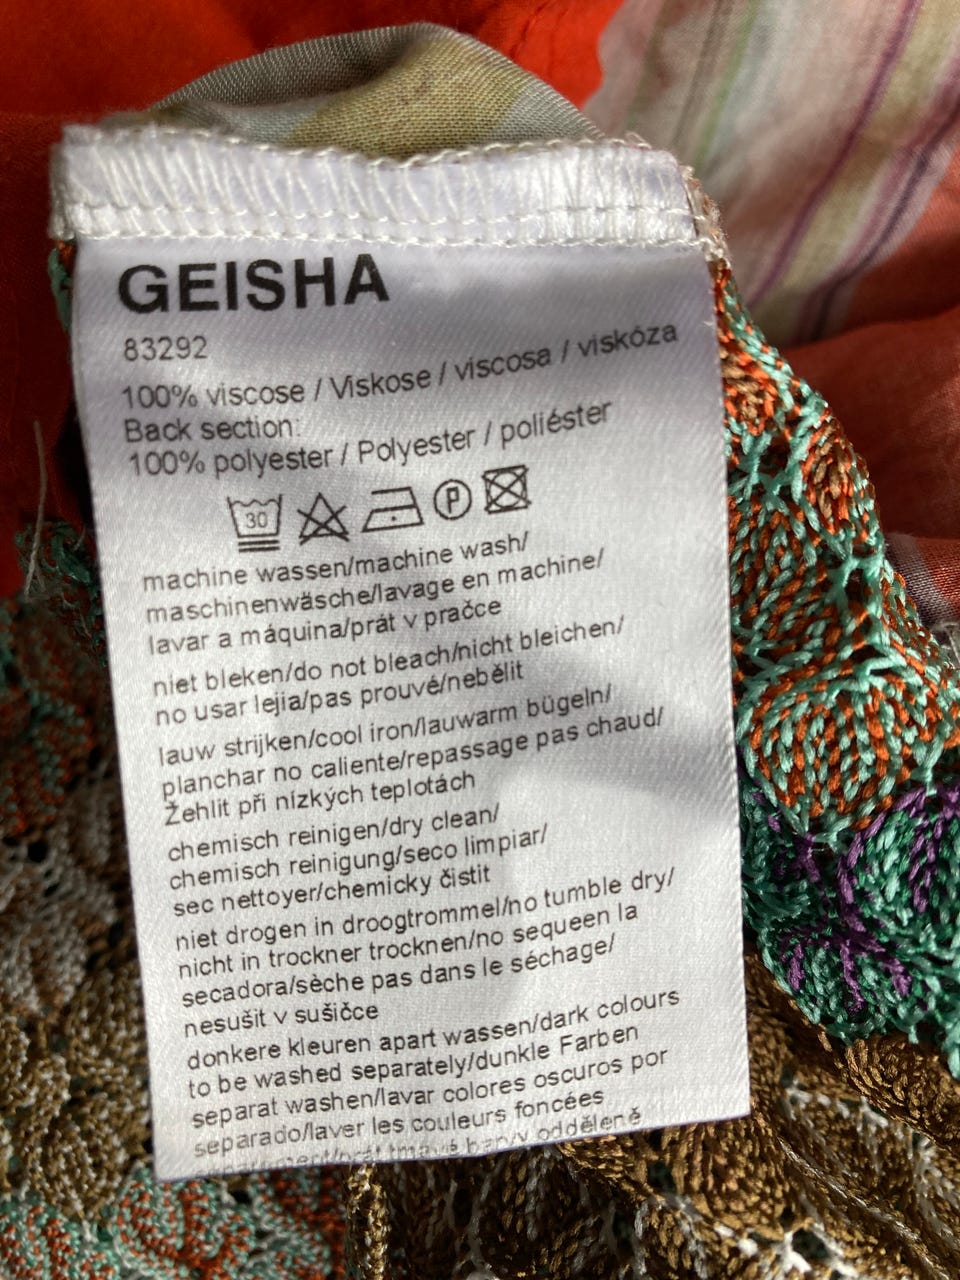 GEISHA
83292
100% viscose / Viskose / viscosa / viskóza
Back section:
100% polyester / Polyester / poliéster
30 P
machine wassen/machine wash/
maschinenwäsche/lavage en machine/
lavar a máquina/prát v pračce
niet bleken/do not bleach/nicht bleichen/
no usar lejia/pas prouvé/nebělit
lauw strijken/cool iron/lauwarm bügeln/
planchar no caliente/repassage pas chaud/
Žehlit při nízkých teplotách
chemisch reinigen/dry clean/
chemisch reinigung/seco limpiar/
sec nettoyer/chemicky čistit
niet drogen in droogtrommel/no tumble dry/
nicht in trockner trocknen/no sequeen la
secadora/sèche pas dans le séchage/
nesušit v sušičce
donkere kleuren apart wassen/dark colours
to be washed separately/dunkle Farben
separat washen/lavar colores oscuros por
separado/laver les couleurs foncées
odděleně